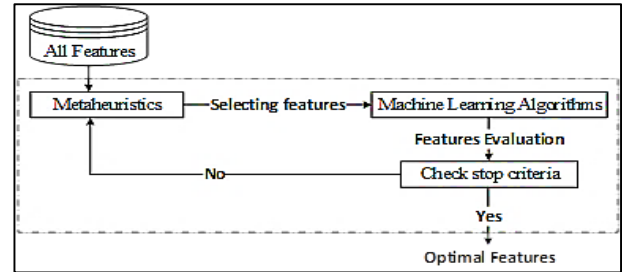 All Features
Metaheuristics
Selecting features
Machine Learning Algorithms
Features Evaluation
No
Check stop criteria
Yes
Optimal Features